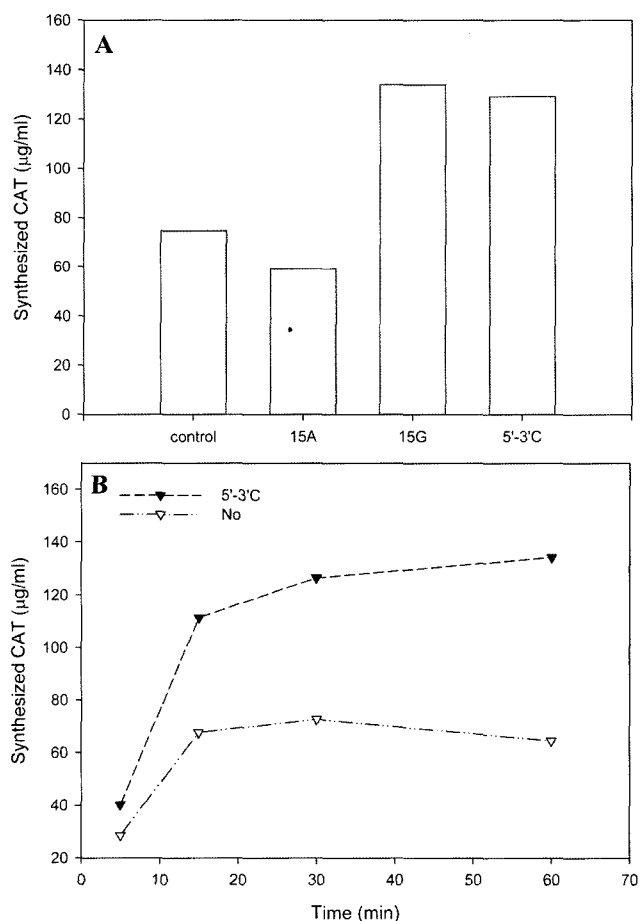 A
160
140
120
100
80
60
40
20
0
Synthesized CAT (µg/ml)
control 15A 15G 5'-3'C
B
5'-3'C
No
160
140
120
100
80
60
40
20
Synthesized CAT (µg/ml)
0 10 20 30 40 50 60 70
Time (min)